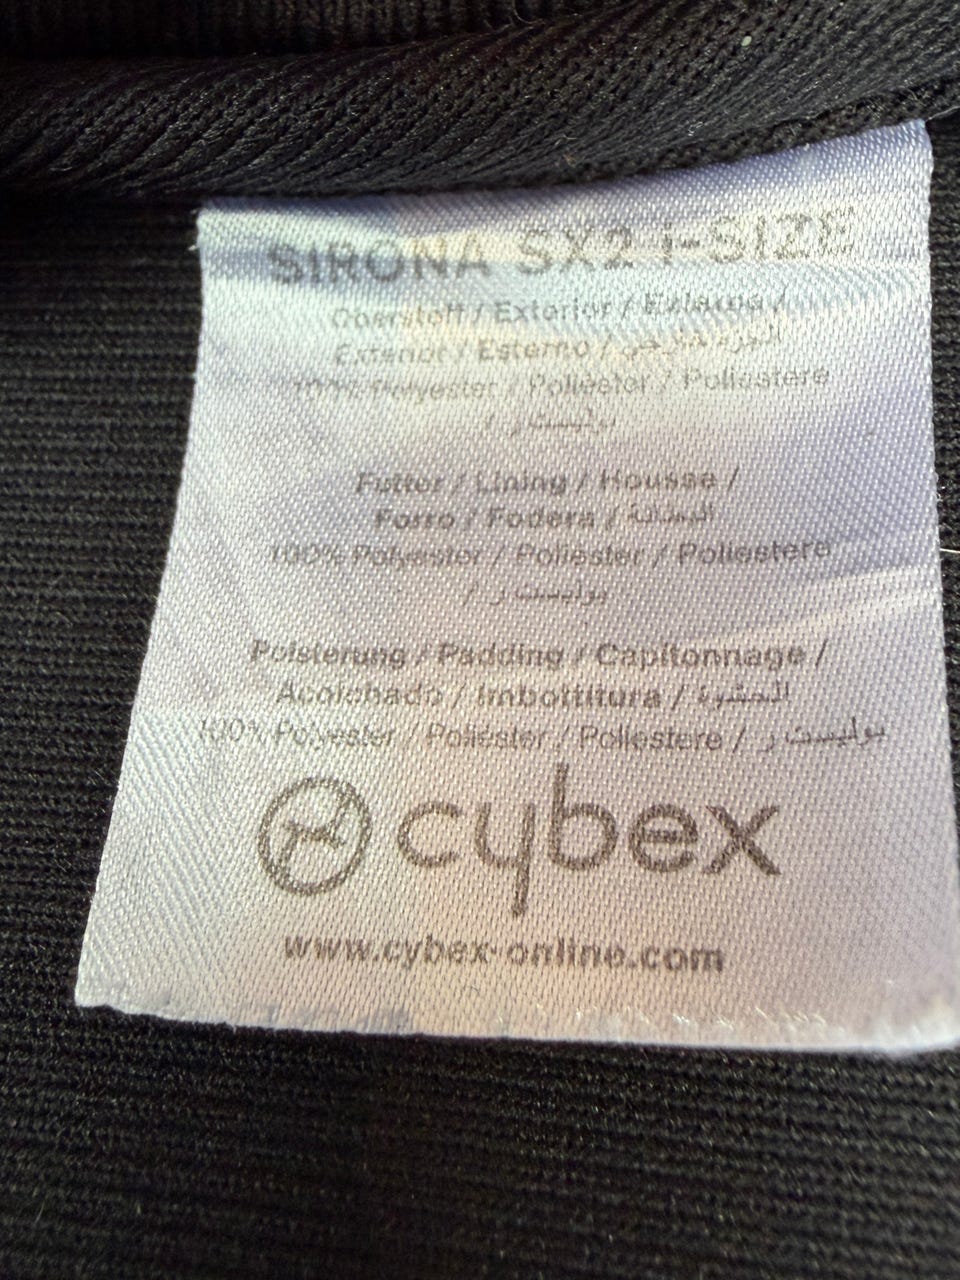 SIRONA SX2 i-SIZE
Oberstoff / Exterior / Externe /
Exterior / Esterno / الجزء خارجي
100% Polyester / Poliéster / Poliestere
/ بوليستر
Futter / Lining / Housse /
Forro / Fodera / البطانة
100% Polyester / Poliéster / Poliestere
/ بوليستر
Polsterung / Padding / Capitonnage /
Acolchado / Imbottitura / الحشوة
100% Polyester / Poliéster / Poliestere / بوليستر
cybex
www.cybex-online.com